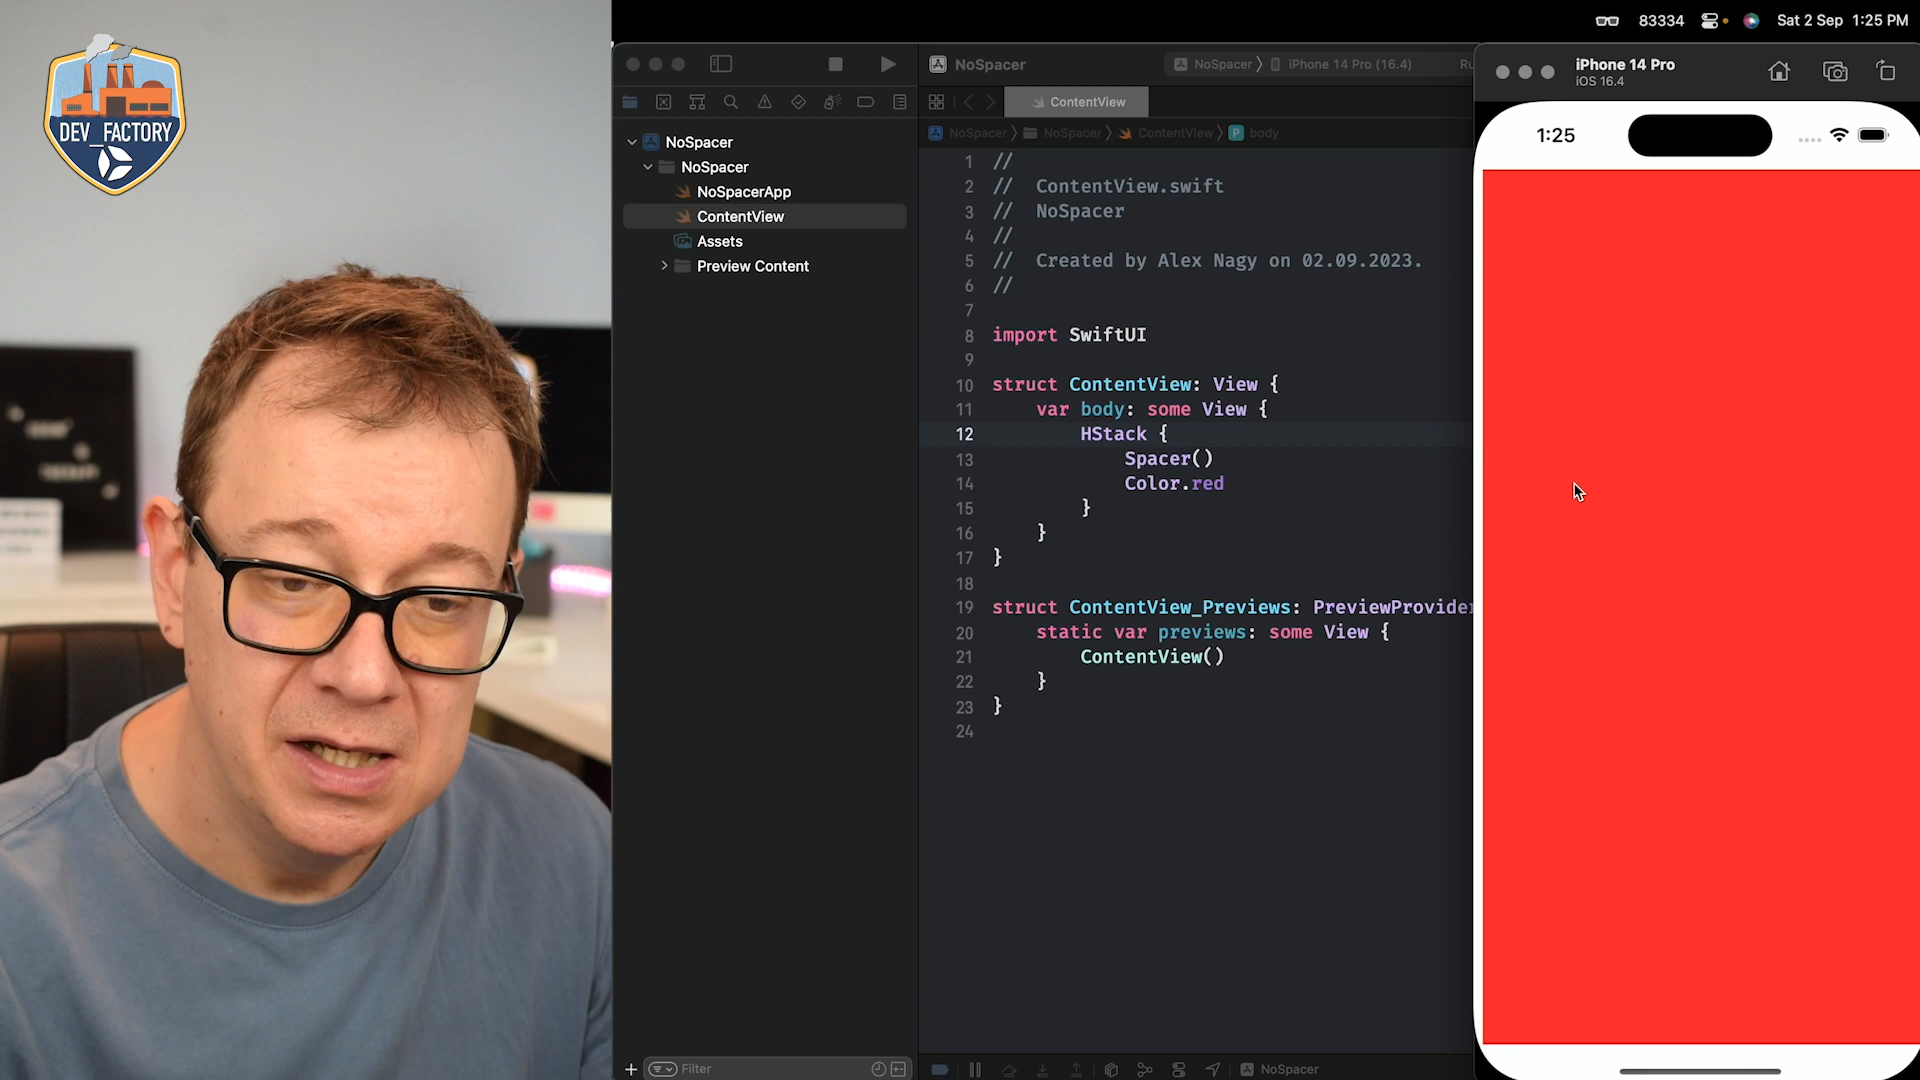 83334
Sat 2 Sep 1:25 PM
DEV_FACTORY
NoSpacer
NoSpacer
NoSpacerApp
ContentView
Assets
Preview Content
Filter
NoSpacer
NoSpacer
iPhone 14 Pro (16.4)
Ru
ContentView
NoSpacer
NoSpacer
ContentView
P
body
1 //
2 // ContentView.swift
3 // NoSpacer
4 //
5 // Created by Alex Nagy on 02.09.2023.
6 //
7
8 import SwiftUI
9
10 struct ContentView: View {
11 var body: some View {
12 HStack {
13 Spacer()
14 Color.red
15 }
16 }
17 }
18
19 struct ContentView_Previews: PreviewProvider
20 static var previews: some View {
21 ContentView()
22 }
23 }
24
NoSpacer
iPhone 14 Pro
iOS 16.4
1:25